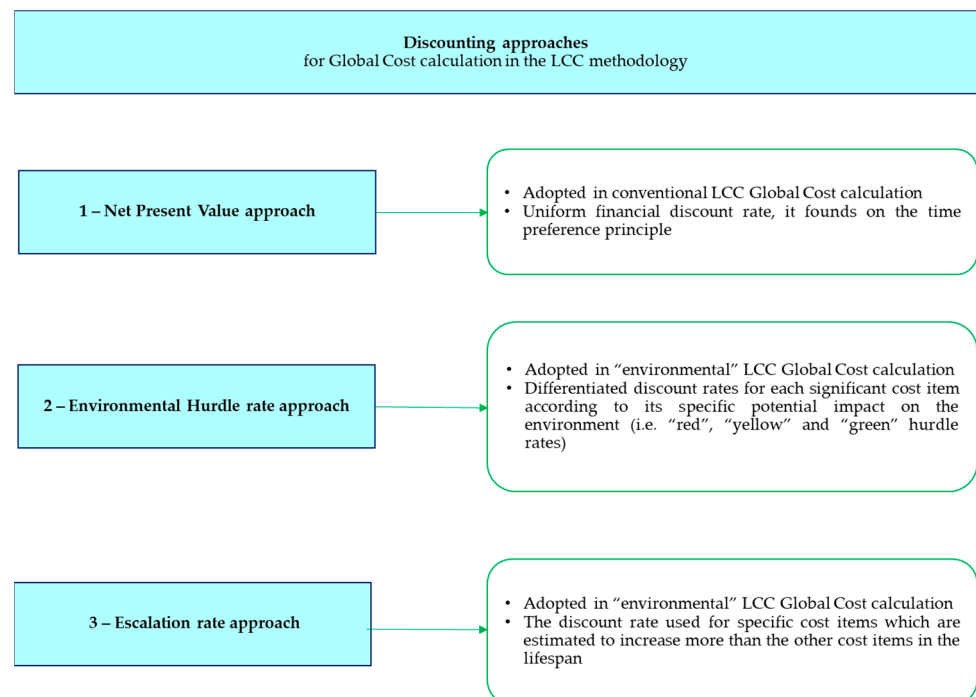 Discounting approaches
for Global Cost calculation in the LCC methodology
1 – Net Present Value approach
• Adopted in conventional LCC Global Cost calculation
• Uniform financial discount rate, it founds on the time
preference principle
2 – Environmental Hurdle rate approach
• Adopted in “environmental” LCC Global Cost calculation
• Differentiated discount rates for each significant cost item
according to its specific potential impact on the
environment (i.e. “red”, “yellow” and “green” hurdle
rates)
3 – Escalation rate approach
• Adopted in “environmental” LCC Global Cost calculation
• The discount rate used for specific cost items which are
estimated to increase more than the other cost items in the
lifespan